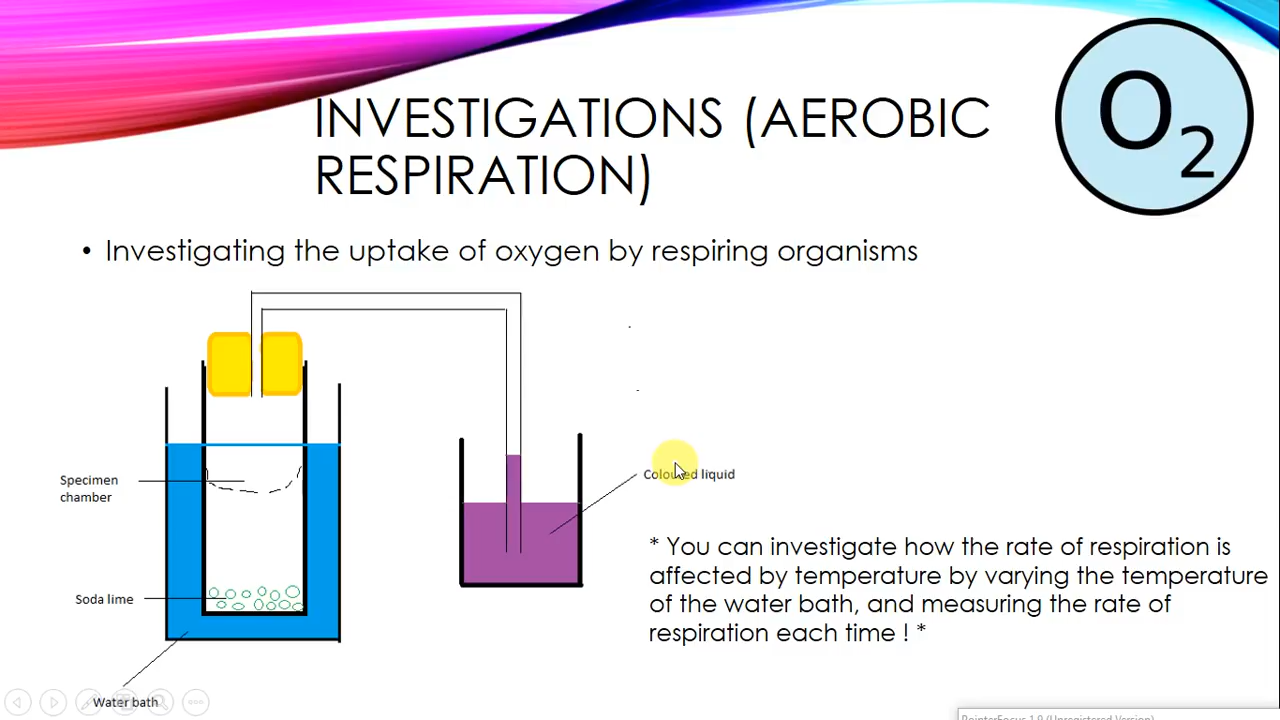 INVESTIGATIONS (AEROBIC
RESPIRATION)
O2
• Investigating the uptake of oxygen by respiring organisms
Specimen
chamber
Coloured liquid
Soda lime
Water bath
* You can investigate how the rate of respiration is
affected by temperature by varying the temperature
of the water bath, and measuring the rate of
respiration each time ! *
PointerFocus 1.9 (Unregistered Version)